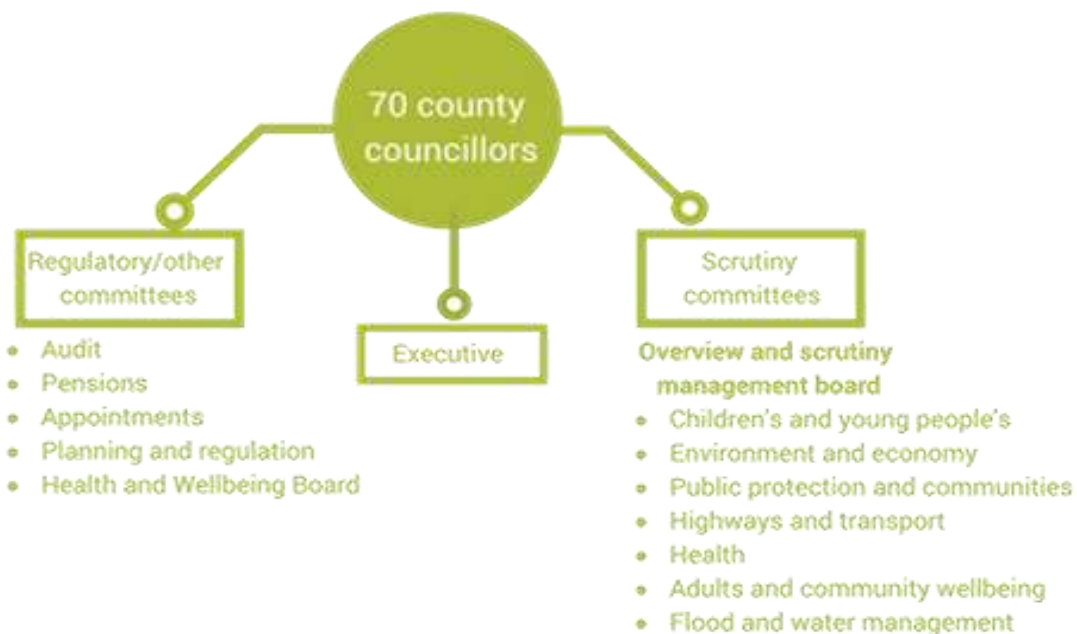 70 county
councillors
Regulatory/other
committees
• Audit
• Pensions
• Appointments
• Planning and regulation
• Health and Wellbeing Board
Executive
Scrutiny
committees
Overview and scrutiny
management board
• Children's and young people's
• Environment and economy
• Public protection and communities
• Highways and transport
• Health
• Adults and community wellbeing
• Flood and water management